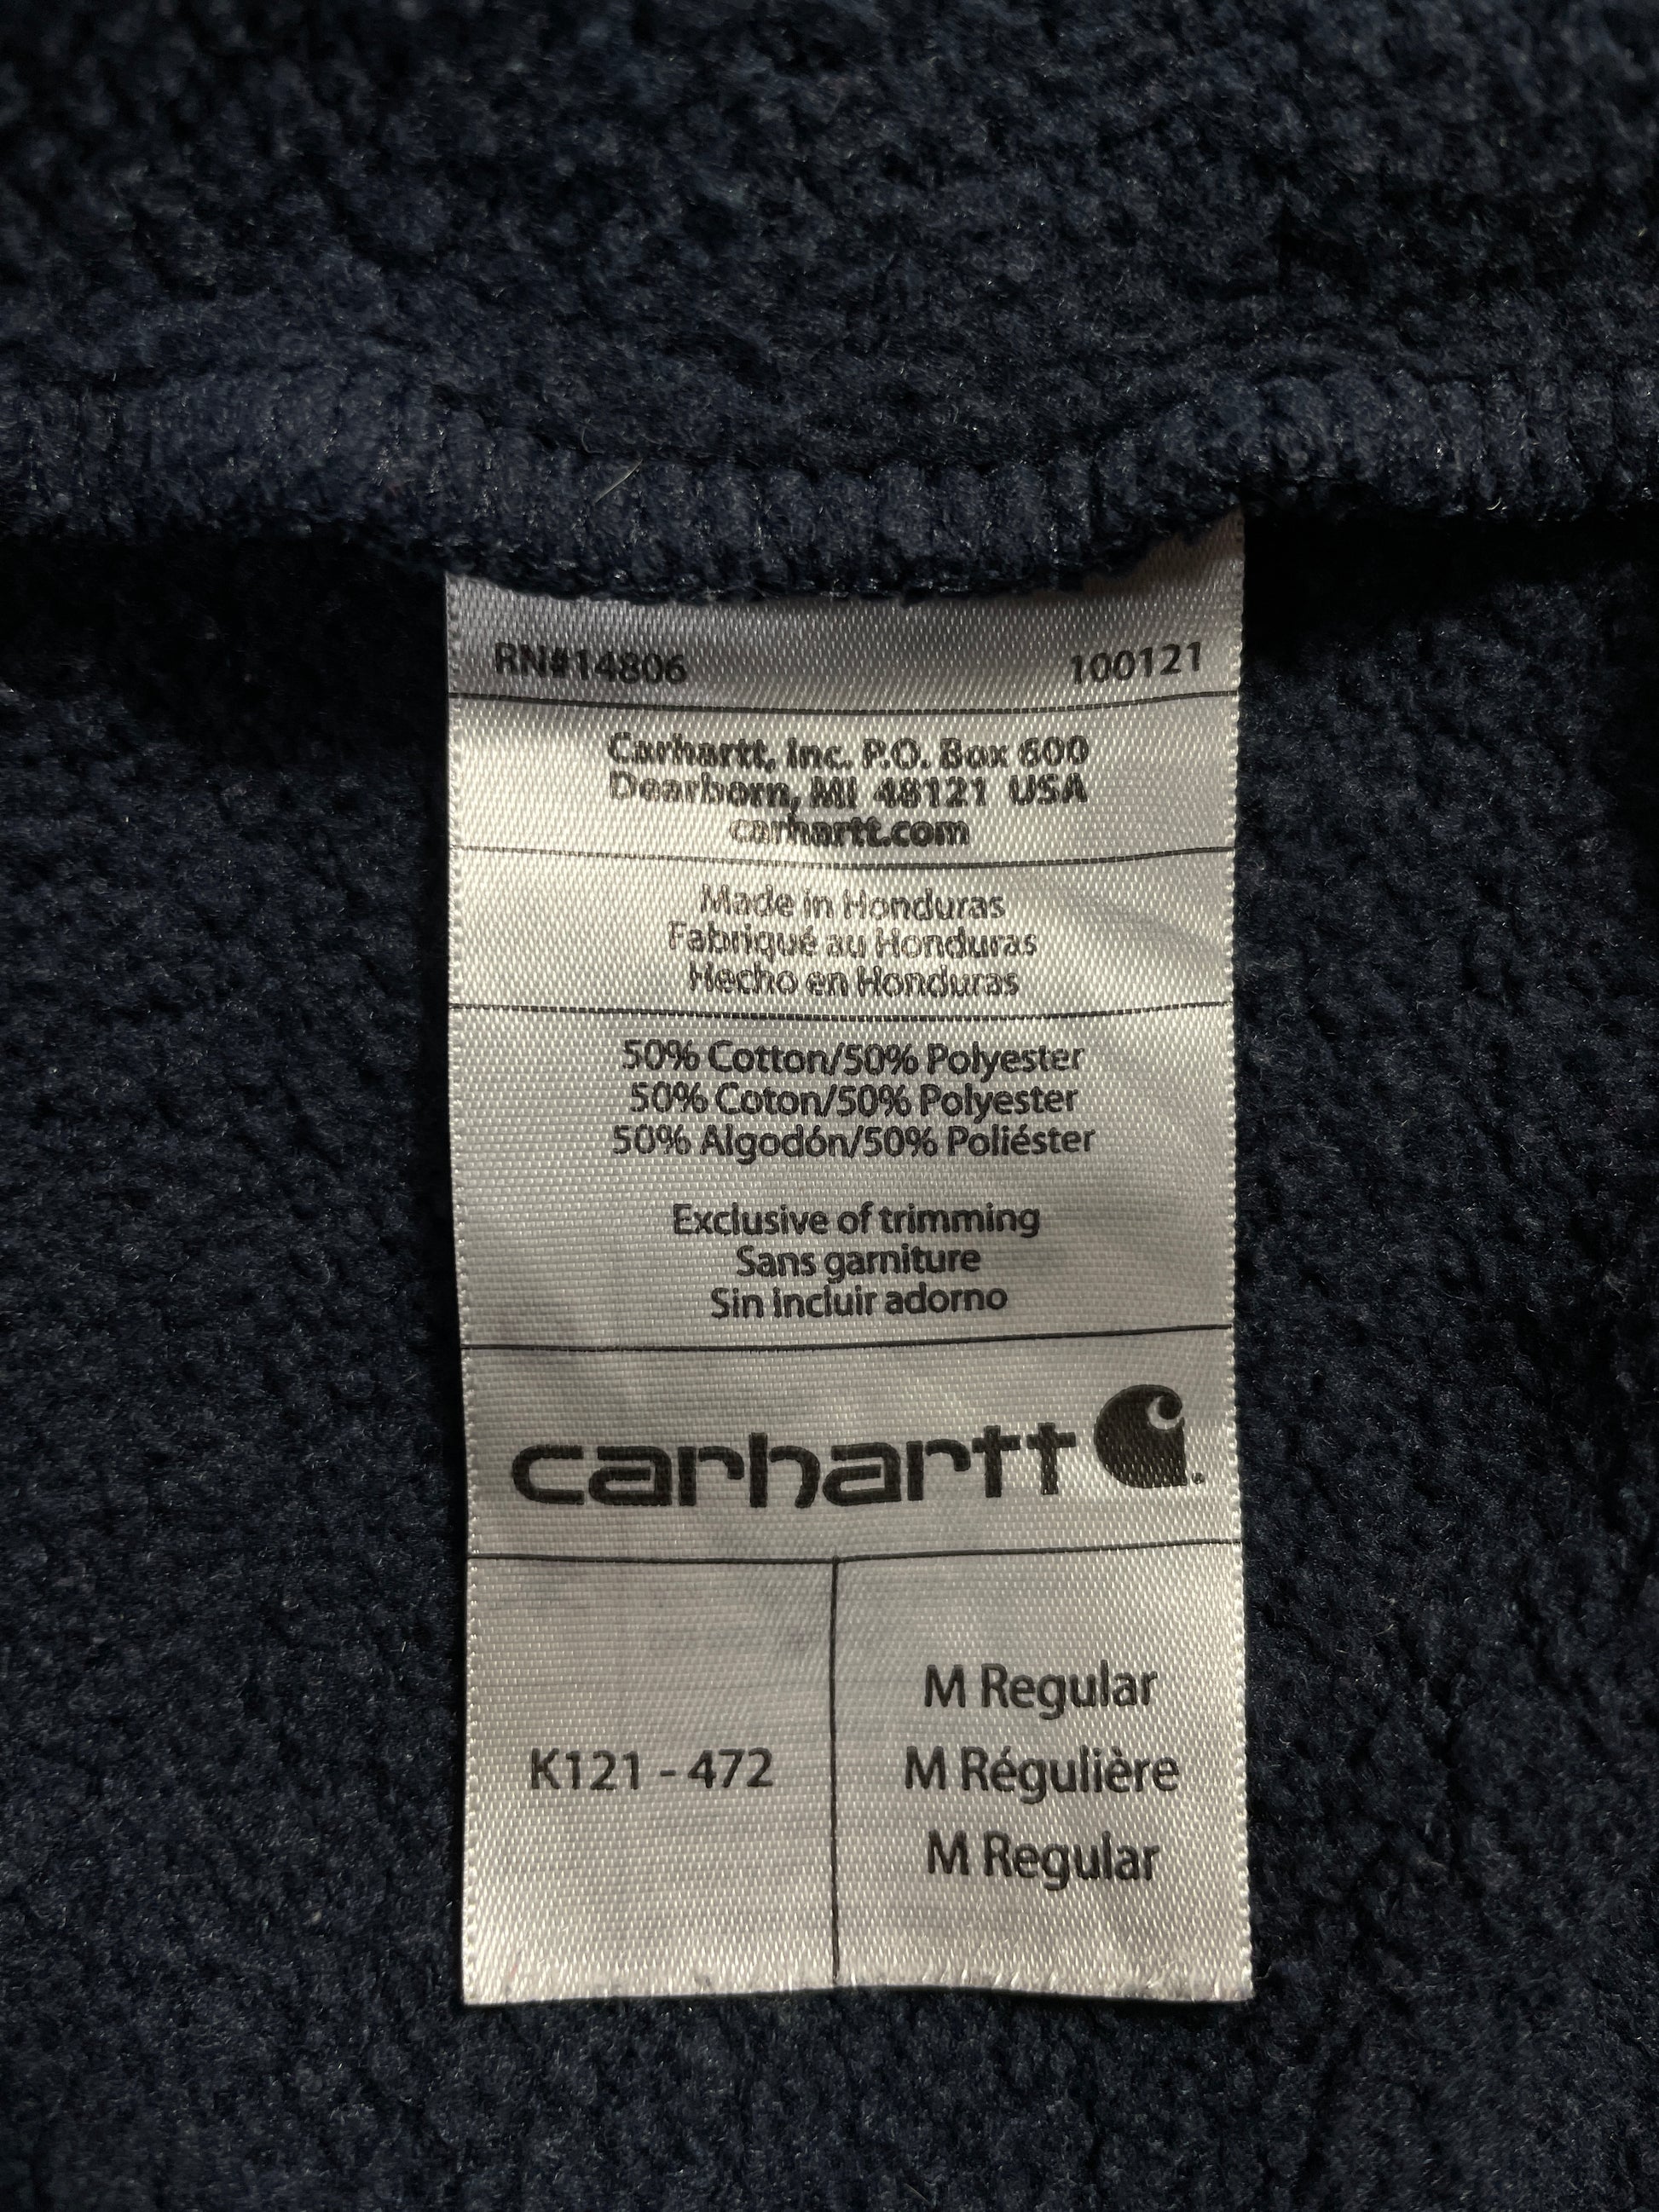 RN#14806 100121
Carhartt, Inc. P.O. Box 600
Dearborn, MI 48121 USA
carhartt.com
Made in Honduras
Fabriqué au Honduras
Hecho en Honduras
50% Cotton/50% Polyester
50% Coton/50% Polyester
50% Algodón/50% Poliéster
Exclusive of trimming
Sans garniture
Sin incluir adorno
carhartt
K121 - 472
M Regular
M Régulière
M Regular